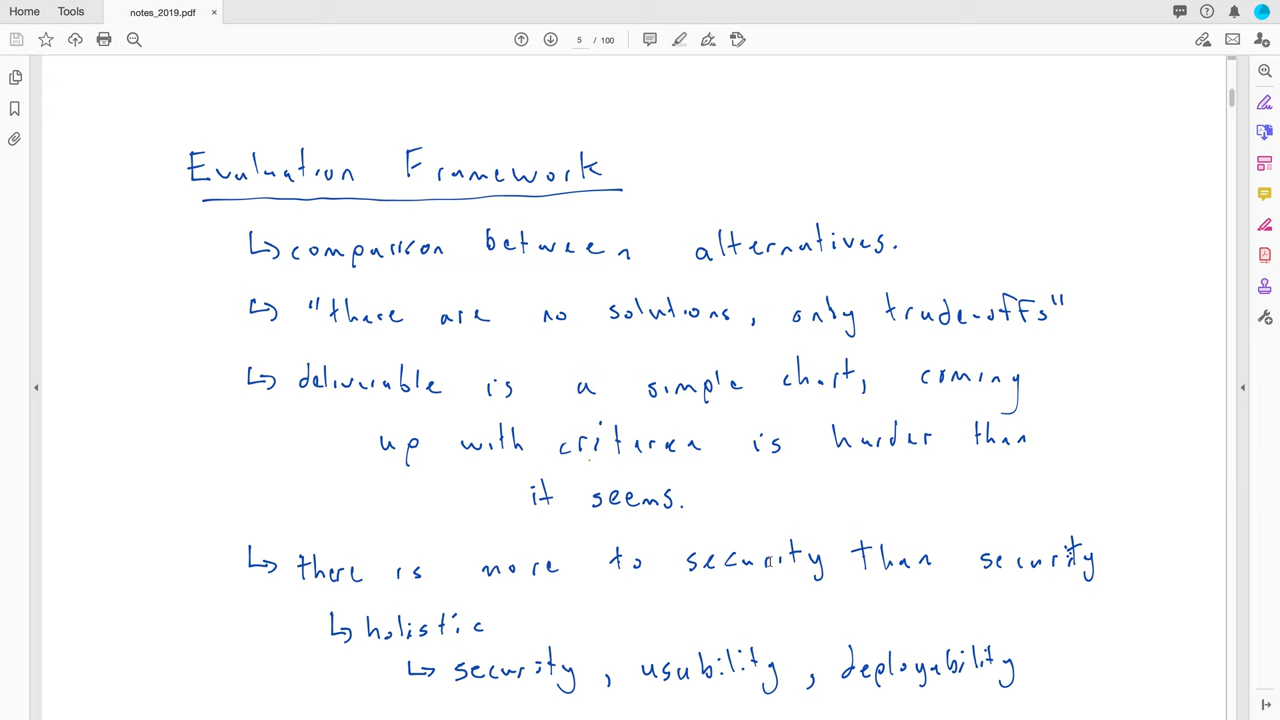 Home Tools notes_2019.pdf ×
5 / 100
Evaluation Framework
↳ comparison between alternatives.
↳ "there are no solutions, only trade-offs"
↳ deliverable is a simple chart, coming
up with criterea is harder than
it seems.
↳ there is more to security than security
↳ holistic
↳ security, usability, deployability